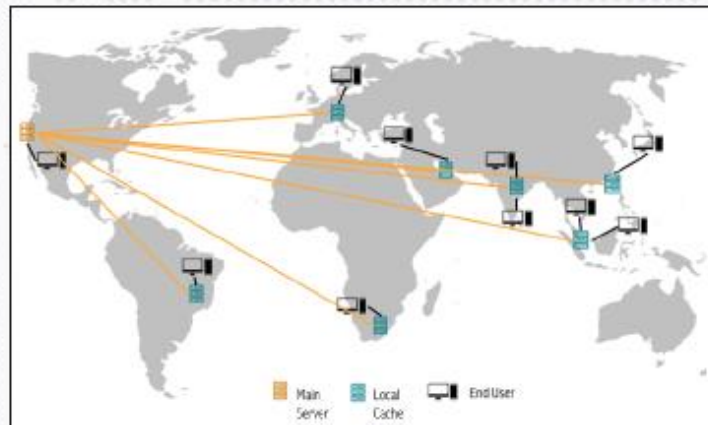 Main
Server
Local
Cache
End User